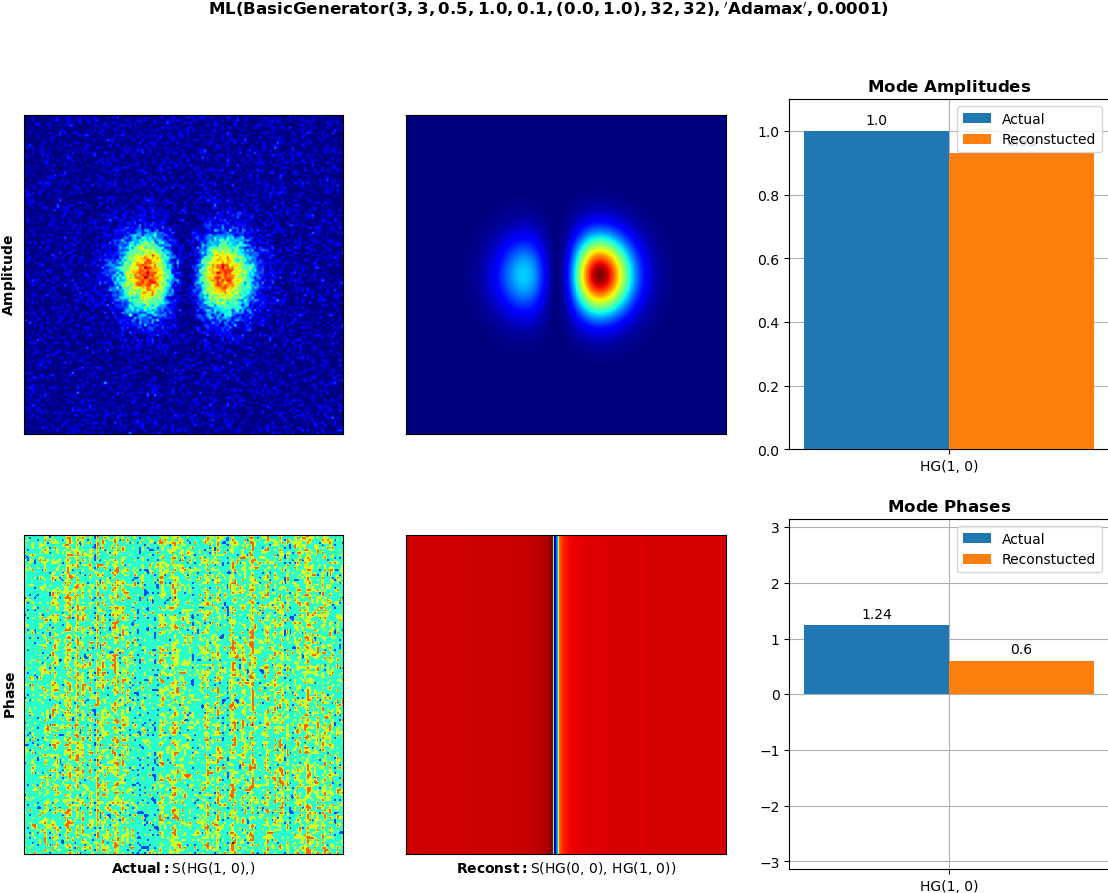 ML(BasicGenerator(3, 3, 0.5, 1.0, 0.1, (0.0, 1.0), 32, 32), ′Adamax′, 0.0001)
Amplitude
Mode Amplitudes
Actual
Reconstucted
1.0
1.0
0.8
0.6
0.4
0.2
0.0
HG(1, 0)
Phase
Actual: S(HG(1, 0),)
Reconst: S(HG(0, 0), HG(1, 0))
Mode Phases
Actual
Reconstucted
1.24
0.6
3
2
1
0
−1
−2
−3
HG(1, 0)